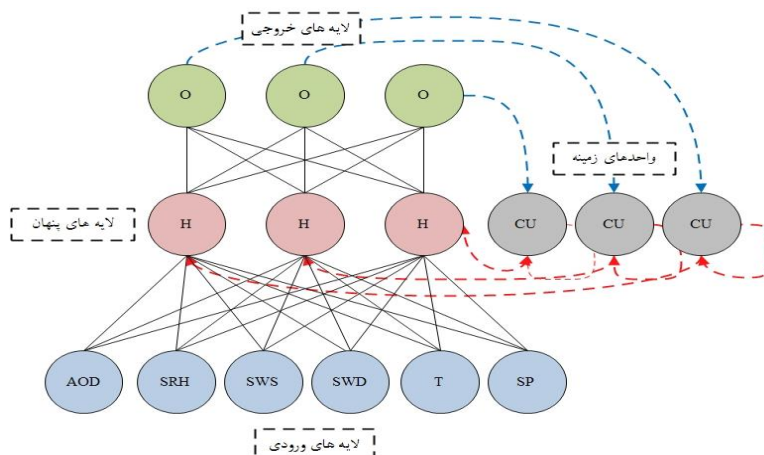 لایه های خروجی
O O O
واحدهای زمینه
لایه های پنهان
H H H CU CU CU
AOD SRH SWS SWD T SP
لایه های ورودی